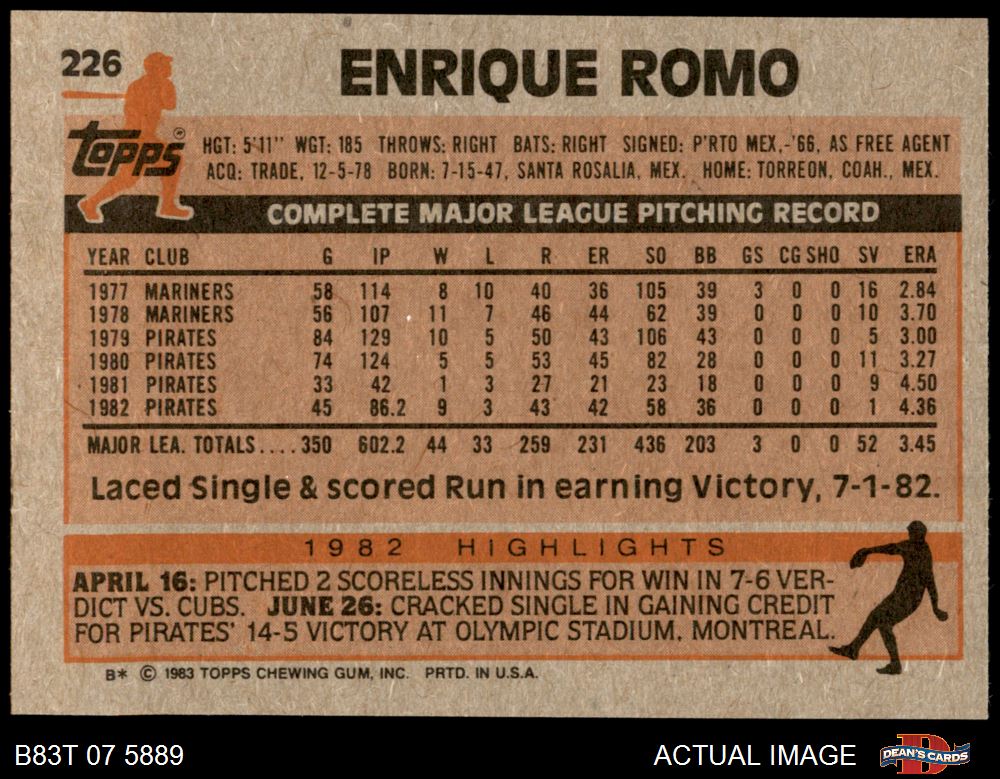 226
ENRIQUE ROMO
topps®
HGT: 5'11" WGT: 185 THROWS: RIGHT BATS: RIGHT SIGNED: P'RTO MEX,-'66, AS FREE AGENT
ACQ: TRADE, 12-5-78 BORN: 7-15-47, SANTA ROSALIA, MEX. HOME: TORREON, COAH., MEX.
COMPLETE MAJOR LEAGUE PITCHING RECORD
YEAR CLUB G IP W L R ER SO BB GS CG SHO SV ERA
1977 MARINERS 58 114 8 10 40 36 105 39 3 0 0 16 2.84
1978 MARINERS 56 107 11 7 46 44 62 39 0 0 0 10 3.70
1979 PIRATES 84 129 10 5 50 43 106 43 0 0 0 5 3.00
1980 PIRATES 74 124 5 5 53 45 82 28 0 0 0 11 3.27
1981 PIRATES 33 42 1 3 27 21 23 18 0 0 0 9 4.50
1982 PIRATES 45 86.2 9 3 43 42 58 36 0 0 0 1 4.36
MAJOR LEA. TOTALS.... 350 602.2 44 33 259 231 436 203 3 0 0 52 3.45
Laced Single & scored Run in earning Victory, 7-1-82.
1982 HIGHLIGHTS
APRIL 16: PITCHED 2 SCORELESS INNINGS FOR WIN IN 7-6 VER-
DICT VS. CUBS. JUNE 26: CRACKED SINGLE IN GAINING CREDIT
FOR PIRATES' 14-5 VICTORY AT OLYMPIC STADIUM, MONTREAL.
B* © 1983 TOPPS CHEWING GUM, INC. PRTD. IN U.S.A.
B83T 07 5889
ACTUAL IMAGE
DEAN'S CARDS